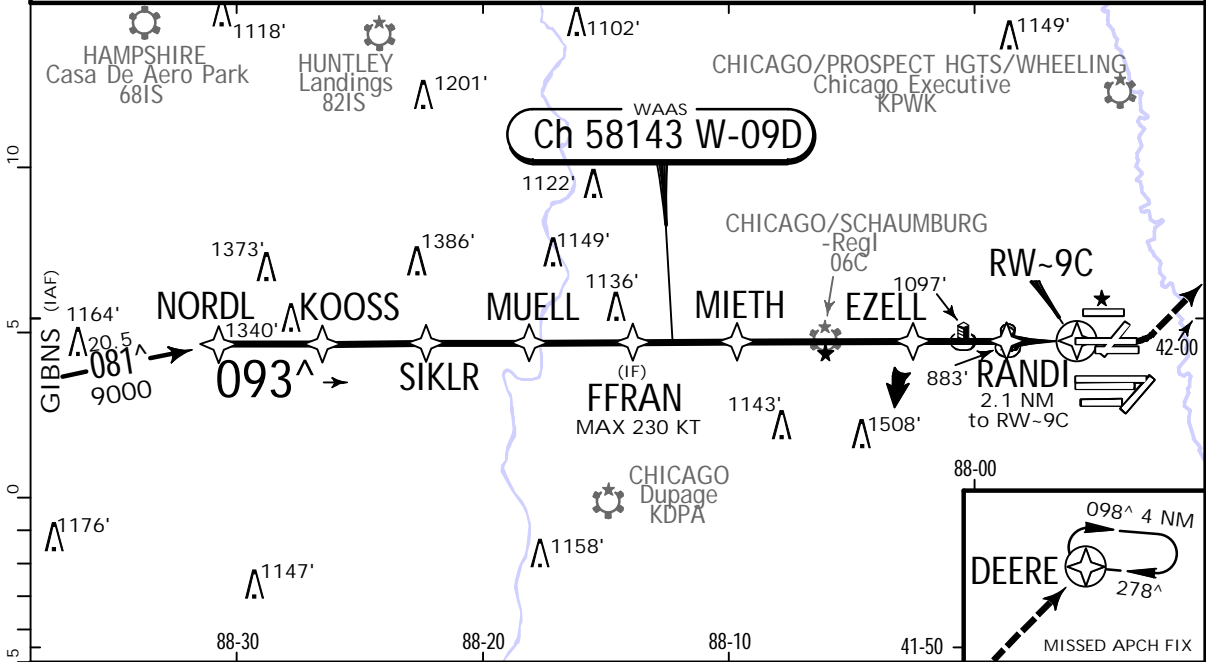 1118'
1102'
1149'
HAMPSHIRE
Casa De Aero Park
68IS
HUNTLEY
Landings
82IS
1201'
CHICAGO/PROSPECT HGTS/WHEELING
Chicago Executive
KPWK
WAAS
Ch 58143 W-09D
10
1122'
1373'
1386'
1149'
1136'
CHICAGO/SCHAUMBURG
-Regl
06C
1097'
RW~9C
GIBNS (IAF)
1164'
NORDL
1340'
KOOSS
MUELL
MIETH
EZELL
5
20.5
081^
9000
093^
SIKLR
(IF)
FFRAN
MAX 230 KT
883'
RANDI
2.1 NM
to RW~9C
42-00
1143'
1508'
88-00
CHICAGO
Dupage
KDPA
0
1176'
1158'
1147'
098^ 4 NM
DEERE
278^
MISSED APCH FIX
5
88-30
88-20
88-10
41-50